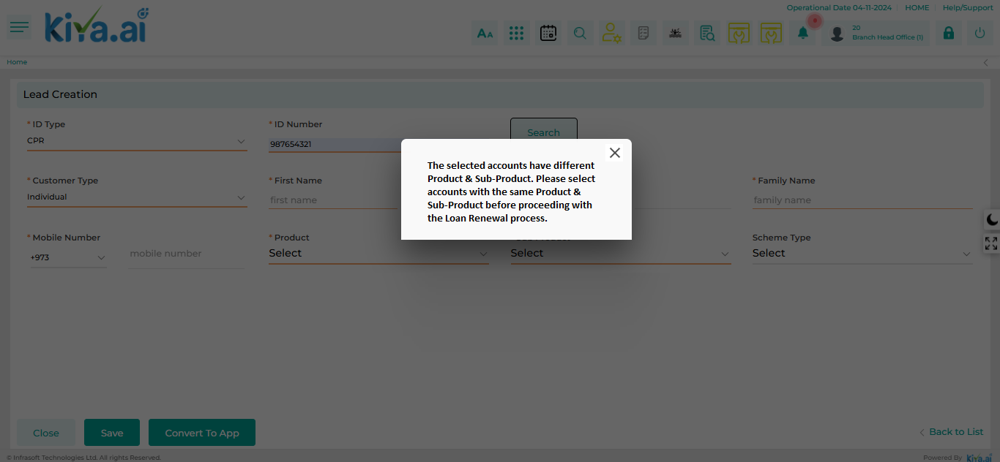 Operational Date 04-11-2024 HOME Help/Support
Kiya.ai
AA
20
Branch Head Office (1)
Home
Lead Creation
* ID Type
CPR
* ID Number
987654321
Search
The selected accounts have different
Product & Sub-Product. Please select
accounts with the same Product &
Sub-Product before proceeding with
the Loan Renewal process.
* Customer Type
Individual
* First Name
first name
* Family Name
family name
* Mobile Number
+973
mobile number
* Product
Select
Select
Scheme Type
Select
Close
Save
Convert To App
Back to List
© Infrasoft Technologies Ltd. All rights Reserved.
Powered By Kiya.ai